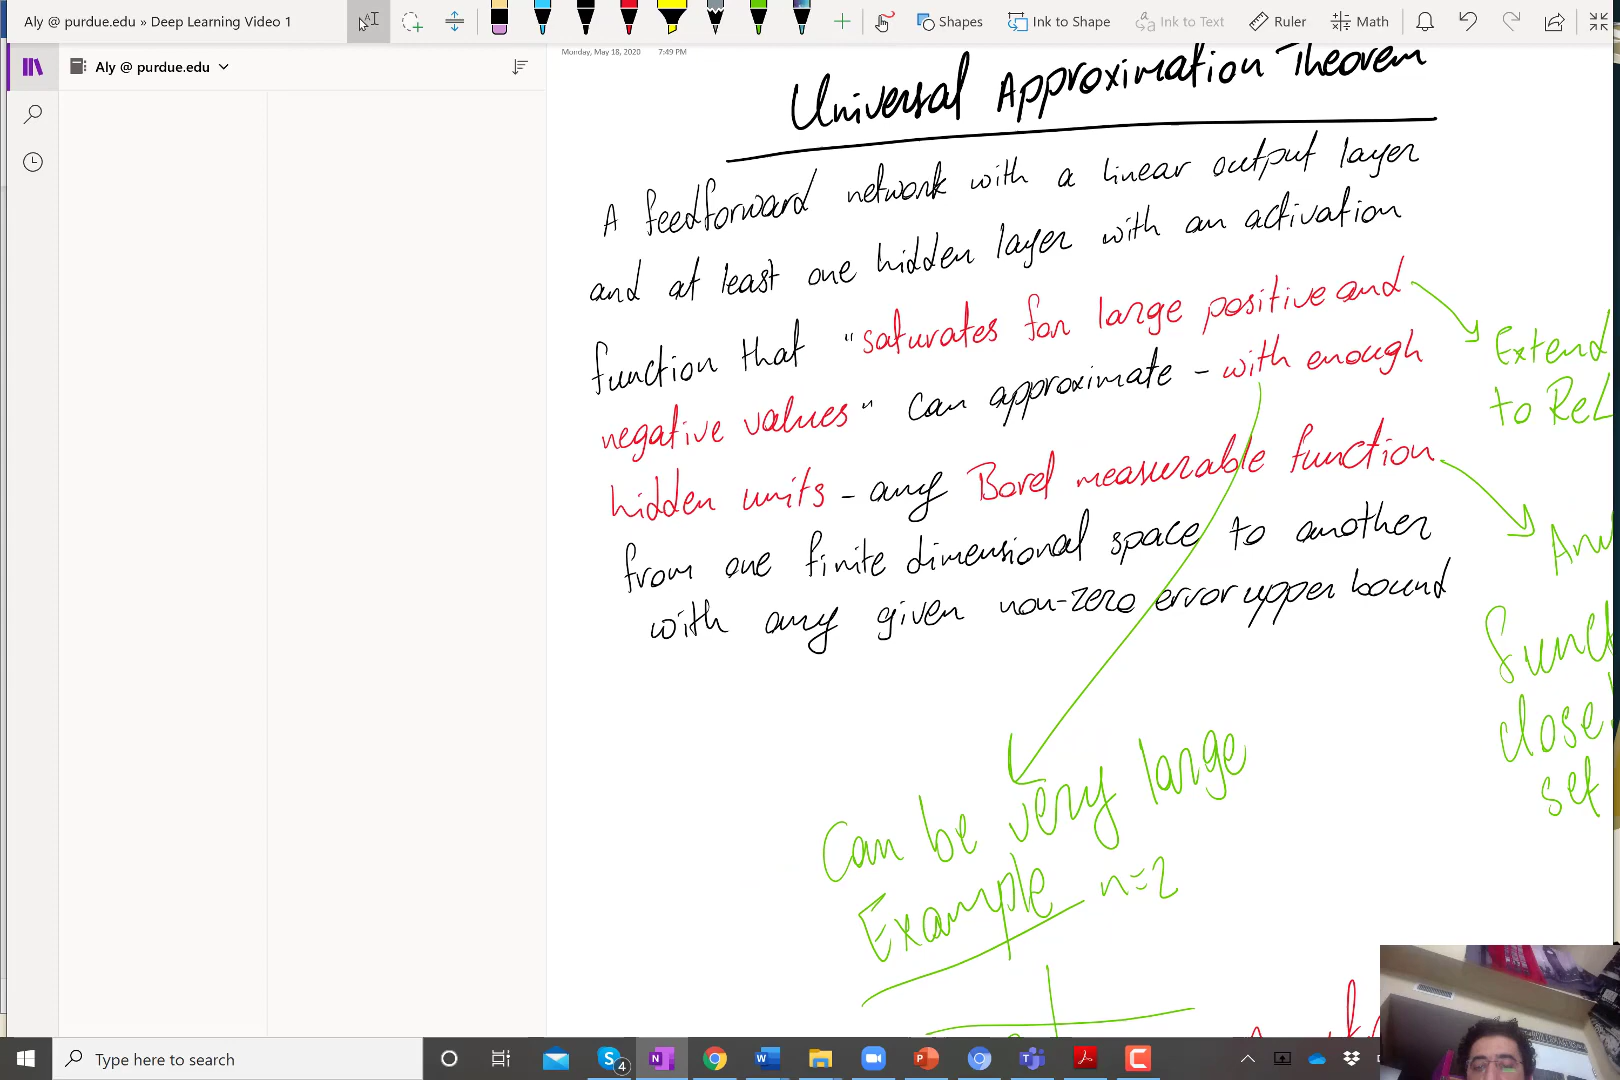 Aly @ purdue.edu » Deep Learning Video 1
Shapes
Ink to Shape
Ink to Text
Ruler
Math
Aly @ purdue.edu
Monday, May 18, 2020 7:49 PM
Universal Approximation Theorem
A feedforward network with a linear output layer
and at least one hidden layer with an activation
function that "saturates for large positive and
negative values" can approximate - with enough
hidden units - any Borel measurable function
from one finite dimensional space to another
with any given non-zero error upper bound
Extend
to ReL
Any
func
close
set
Can be very large
Example n=2
Type here to search
4